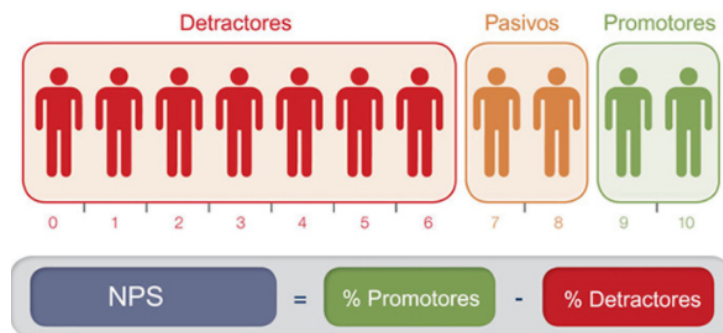 Detractores Pasivos Promotores
0 1 2 3 4 5 6 7 8 9 10
NPS = % Promotores - % Detractores